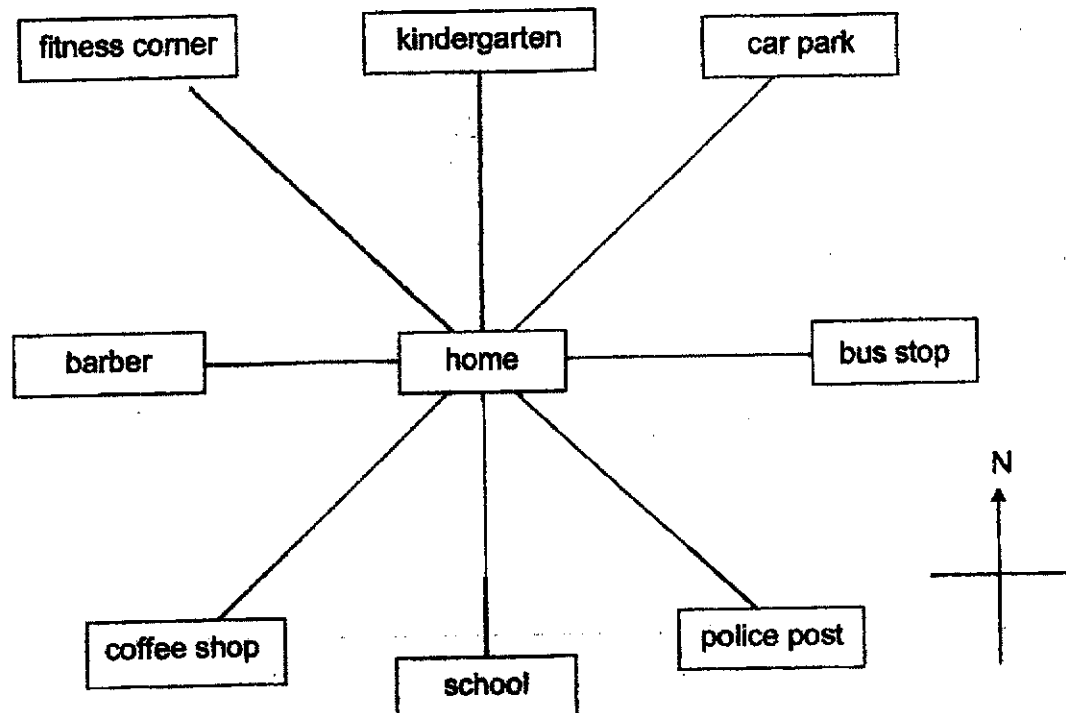 fitness corner
kindergarten
car park
barber
home
bus stop
N
coffee shop
school
police post